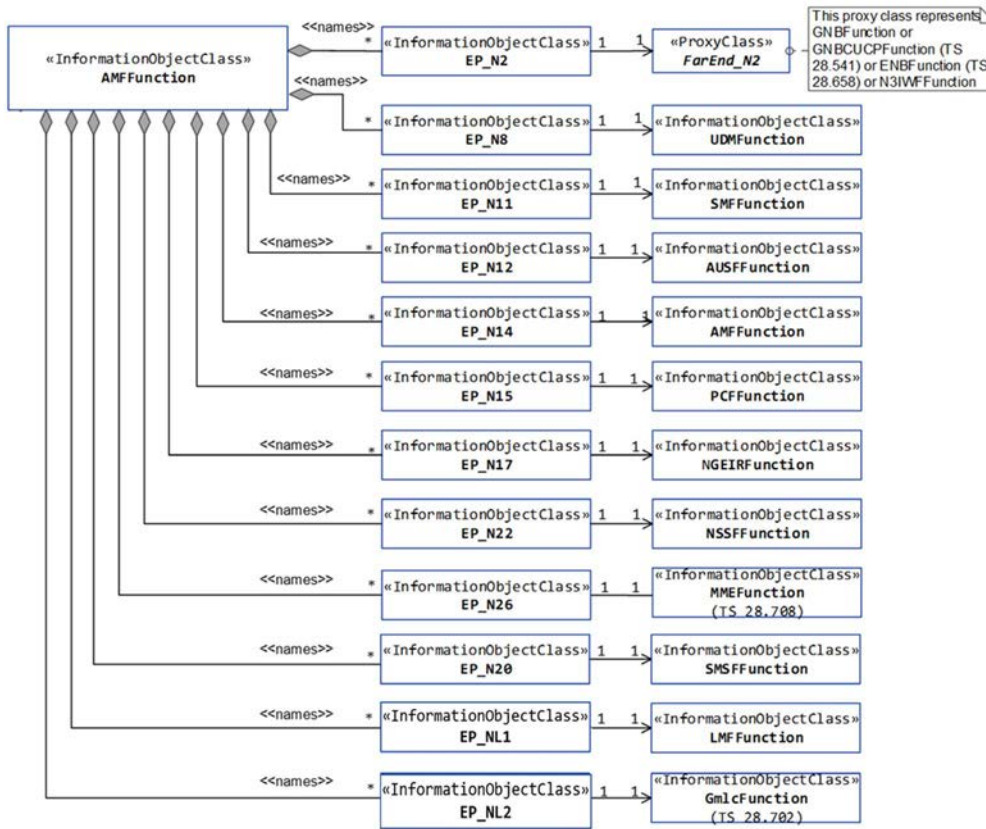 <<names>>
This proxy class represents
GNBFunction or
GNBCUCPFunction (TS
28.541) or ENBFunction (TS
28.658) or N3IWFFunction
«InformationObjectClass»
AMFFunction
*
«InformationObjectClass»
EP_N2
1 1
«ProxyClass»
FarEnd_N2
<<names>>
*
«InformationObjectClass»
EP_N8
1 1
«InformationObjectClass»
UDMFunction
<<names>>
*
«InformationObjectClass»
EP_N11
1 1
«InformationObjectClass»
SMFFunction
<<names>>
*
«InformationObjectClass»
EP_N12
1 1
«InformationObjectClass»
AUSFFunction
<<names>>
*
«InformationObjectClass»
EP_N14
1 1
«InformationObjectClass»
AMFFunction
<<names>>
*
«InformationObjectClass»
EP_N15
1 1
«InformationObjectClass»
PCFFunction
<<names>>
*
«InformationObjectClass»
EP_N17
1 1
«InformationObjectClass»
NGEIRFunction
<<names>>
*
«InformationObjectClass»
EP_N22
1 1
«InformationObjectClass»
NSSFFunction
<<names>>
*
«InformationObjectClass»
EP_N26
1 1
«InformationObjectClass»
MMEFunction
(TS 28.708)
<<names>>
*
«InformationObjectClass»
EP_N20
1 1
«InformationObjectClass»
SMSFFunction
<<names>>
*
«InformationObjectClass»
EP_NL1
1 1
«InformationObjectClass»
LMFFunction
<<names>>
*
«InformationObjectClass»
EP_NL2
1 1
«InformationObjectClass»
GmlcFunction
(TS 28.702)